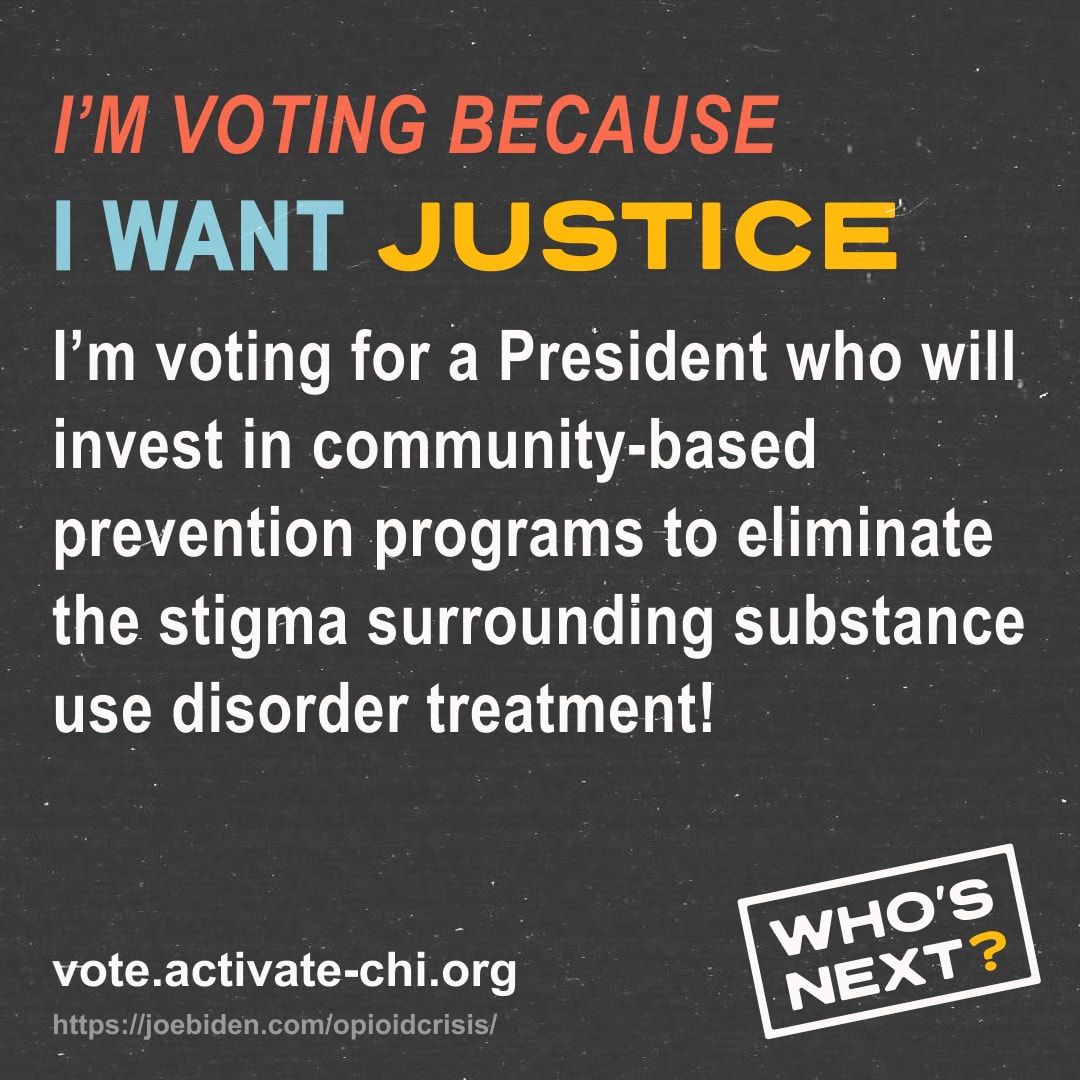 I'M VOTING BECAUSE
I WANT JUSTICE
I'm voting for a President who will
invest in community-based
prevention programs to eliminate
the stigma surrounding substance
use disorder treatment!
WHO'S
NEXT?
vote.activate-chi.org
https://joebiden.com/opioidcrisis/